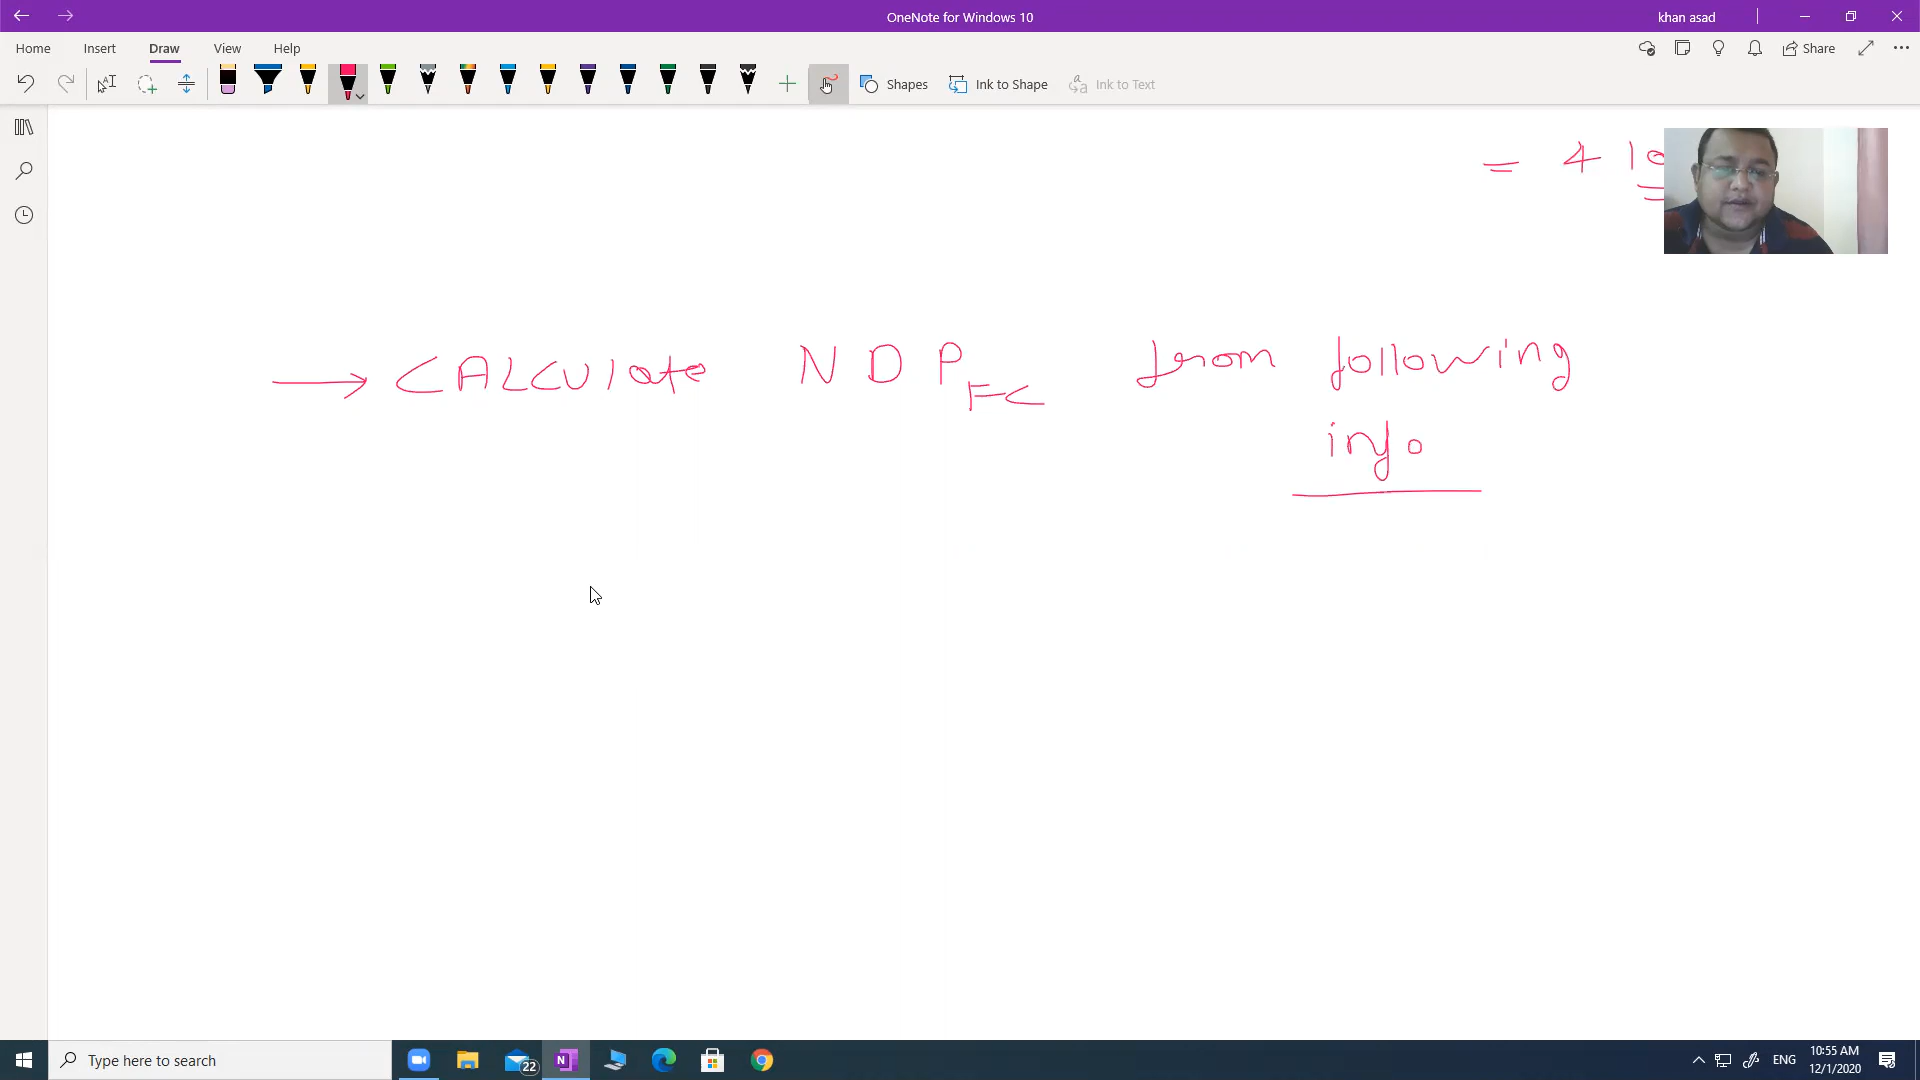 OneNote for Windows 10
khan asad
Home Insert Draw View Help
Share
Shapes
Ink to Shape
Ink to Text
= 4 10
→ CALCUlate NDP FC from following
info
Type here to search
22
N
ENG
10:55 AM
12/1/2020